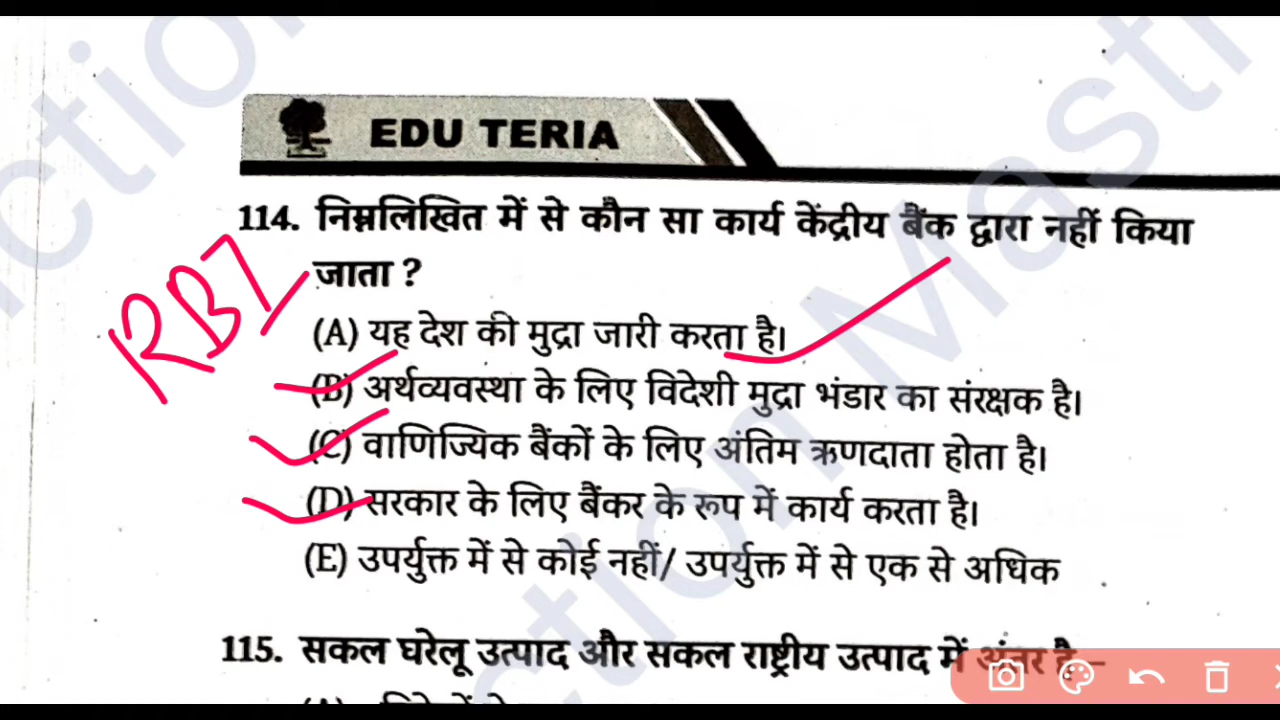 EDU TERIA
114. निम्नलिखित में से कौन सा कार्य केंद्रीय बैंक द्वारा नहीं किया
जाता ?
RBI
(A) यह देश की मुद्रा जारी करता है।
(B) अर्थव्यवस्था के लिए विदेशी मुद्रा भंडार का संरक्षक है।
(C) वाणिज्यिक बैंकों के लिए अंतिम ऋणदाता होता है।
(D) सरकार के लिए बैंकर के रूप में कार्य करता है।
(E) उपर्युक्त में से कोई नहीं/ उपर्युक्त में से एक से अधिक
115. सकल घरेलू उत्पाद और सकल राष्ट्रीय उत्पाद में अंतर है –